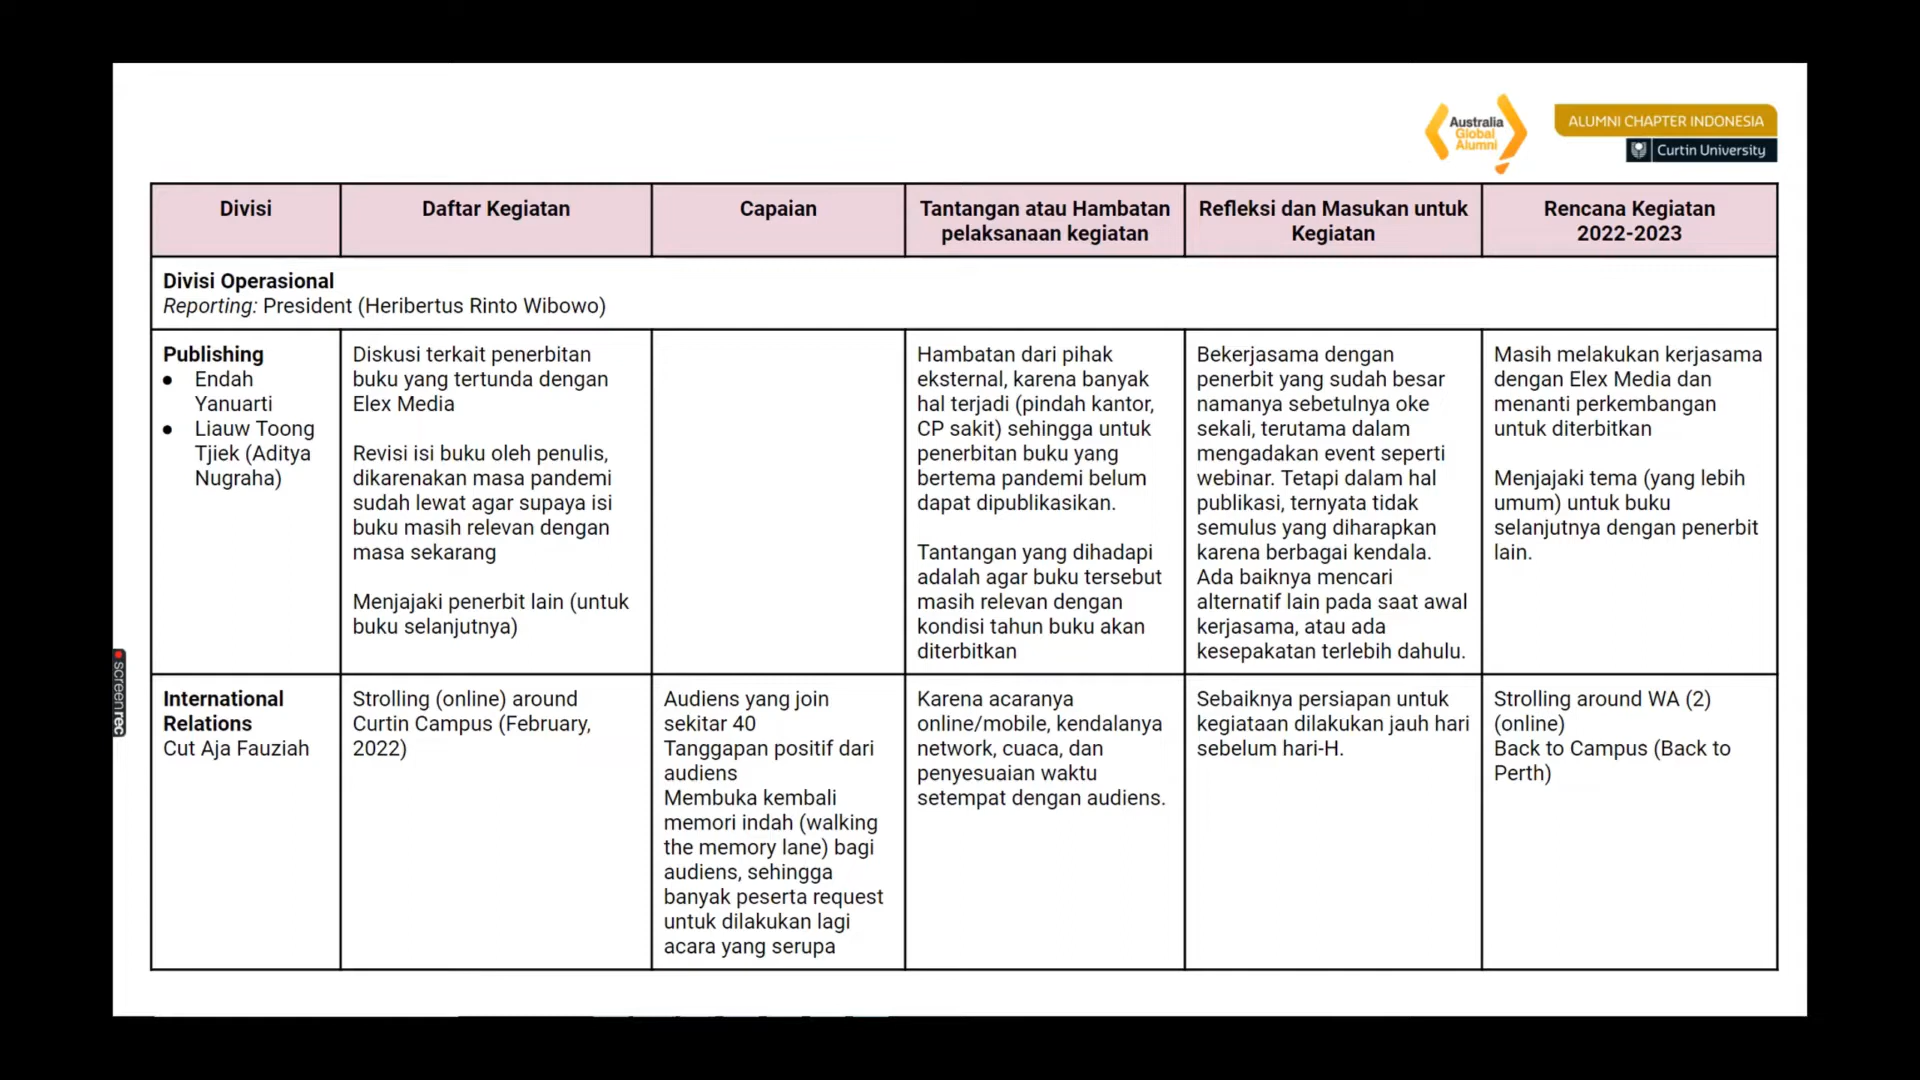 Australia
Global
Alumni
ALUMNI CHAPTER INDONESIA
Curtin University
Divisi
Daftar Kegiatan
Capaian
Tantangan atau Hambatan
pelaksanaan kegiatan
Refleksi dan Masukan untuk
Kegiatan
Rencana Kegiatan
2022-2023
Divisi Operasional
Reporting: President (Heribertus Rinto Wibowo)
Publishing
● Endah
Yanuarti
● Liauw Toong
Tjiek (Aditya
Nugraha)
Diskusi terkait penerbitan
buku yang tertunda dengan
Elex Media
Revisi isi buku oleh penulis,
dikarenakan masa pandemi
sudah lewat agar supaya isi
buku masih relevan dengan
masa sekarang
Menjajaki penerbit lain (untuk
buku selanjutnya)
Hambatan dari pihak
eksternal, karena banyak
hal terjadi (pindah kantor,
CP sakit) sehingga untuk
penerbitan buku yang
bertema pandemi belum
dapat dipublikasikan.
Tantangan yang dihadapi
adalah agar buku tersebut
masih relevan dengan
kondisi tahun buku akan
diterbitkan
Bekerjasama dengan
penerbit yang sudah besar
namanya sebetulnya oke
sekali, terutama dalam
mengadakan event seperti
webinar. Tetapi dalam hal
publikasi, ternyata tidak
semulus yang diharapkan
karena berbagai kendala.
Ada baiknya mencari
alternatif lain pada saat awal
kerjasama, atau ada
kesepakatan terlebih dahulu.
Masih melakukan kerjasama
dengan Elex Media dan
menanti perkembangan
untuk diterbitkan
Menjajaki tema (yang lebih
umum) untuk buku
selanjutnya dengan penerbit
lain.
International
Relations
Cut Aja Fauziah
Strolling (online) around
Curtin Campus (February,
2022)
Audiens yang join
sekitar 40
Tanggapan positif dari
audiens
Membuka kembali
memori indah (walking
the memory lane) bagi
audiens, sehingga
banyak peserta request
untuk dilakukan lagi
acara yang serupa
Karena acaranya
online/mobile, kendalanya
network, cuaca, dan
penyesuaian waktu
setempat dengan audiens.
Sebaiknya persiapan untuk
kegiataan dilakukan jauh hari
sebelum hari-H.
Strolling around WA (2)
(online)
Back to Campus (Back to
Perth)
screenrec